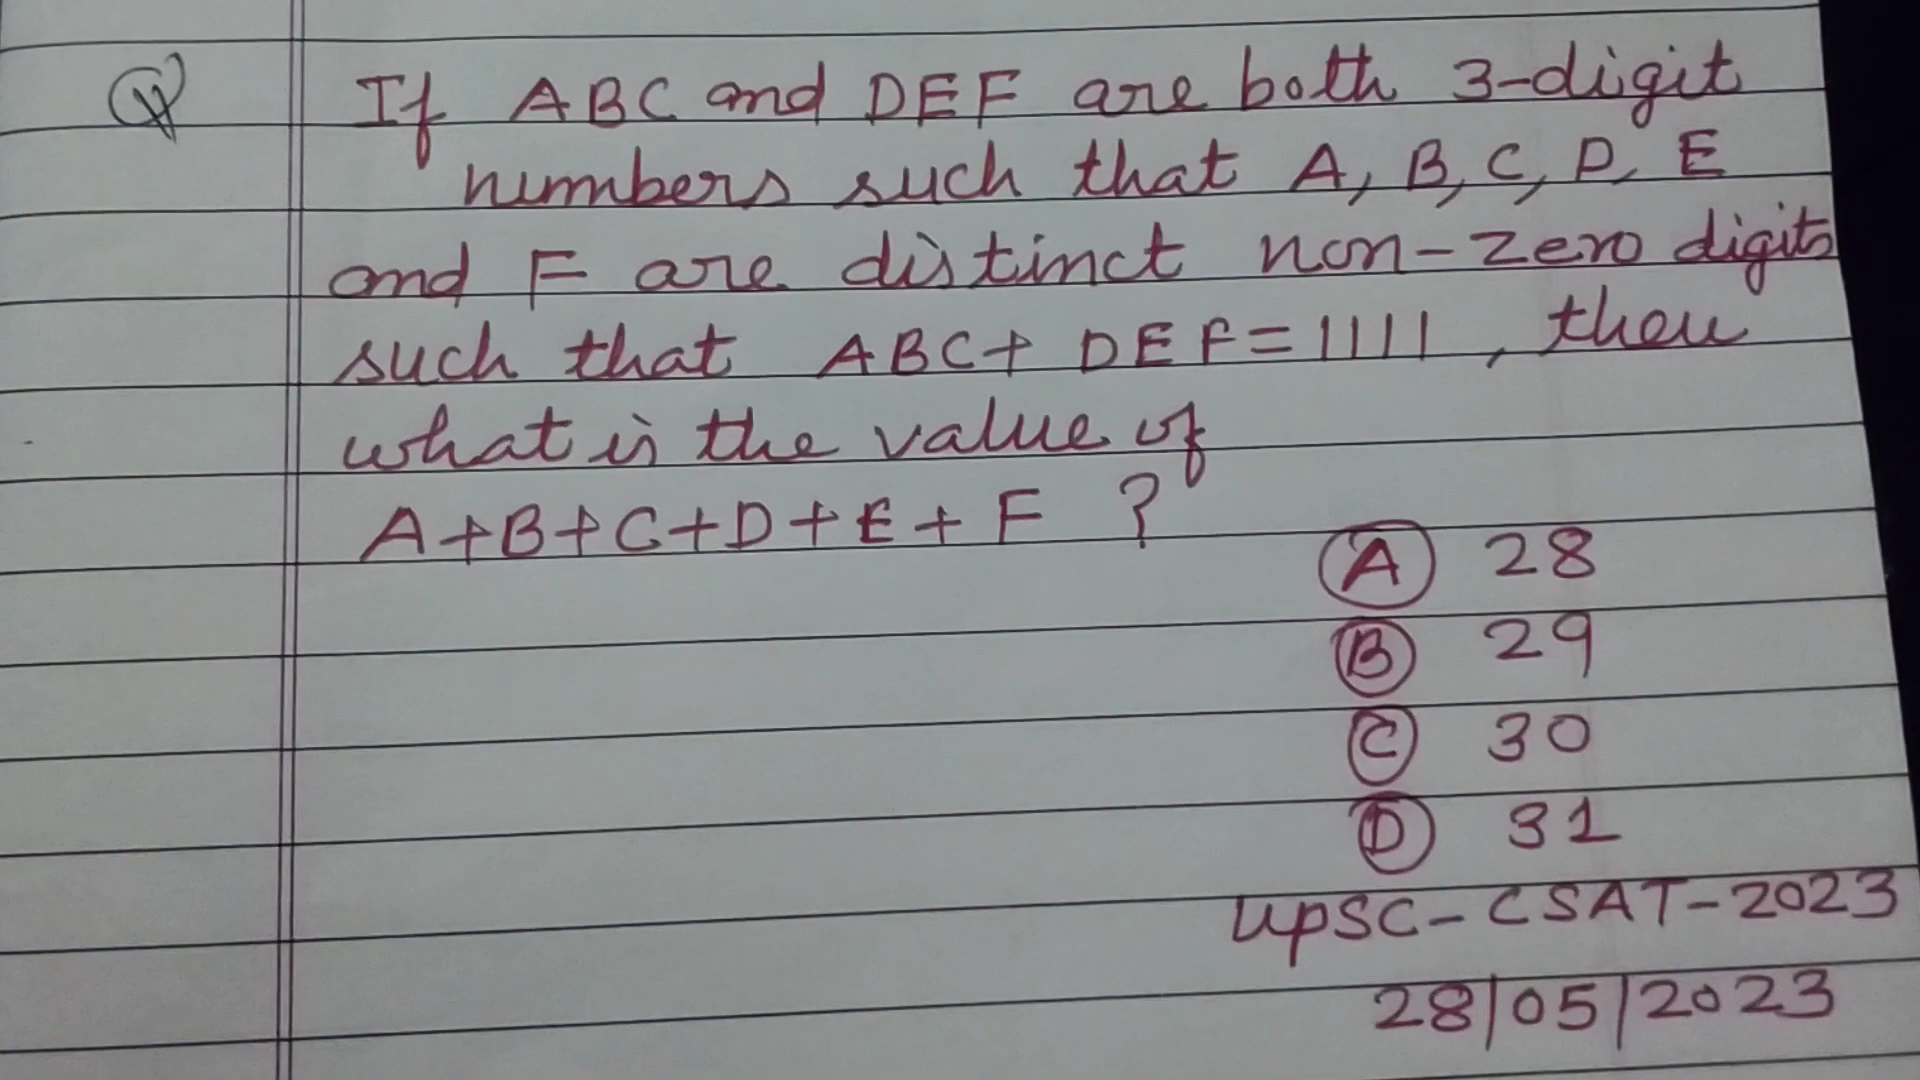 Q If ABC and DEF are both 3-digit
numbers such that A, B, C, D, E
and F are distinct non-zero digits
such that ABC+ DEF=1111, then
what is the value of
A+B+C+D+E+F ?
A 28
B 29
C 30
D 31
UPSC-CSAT-2023
28/05/2023